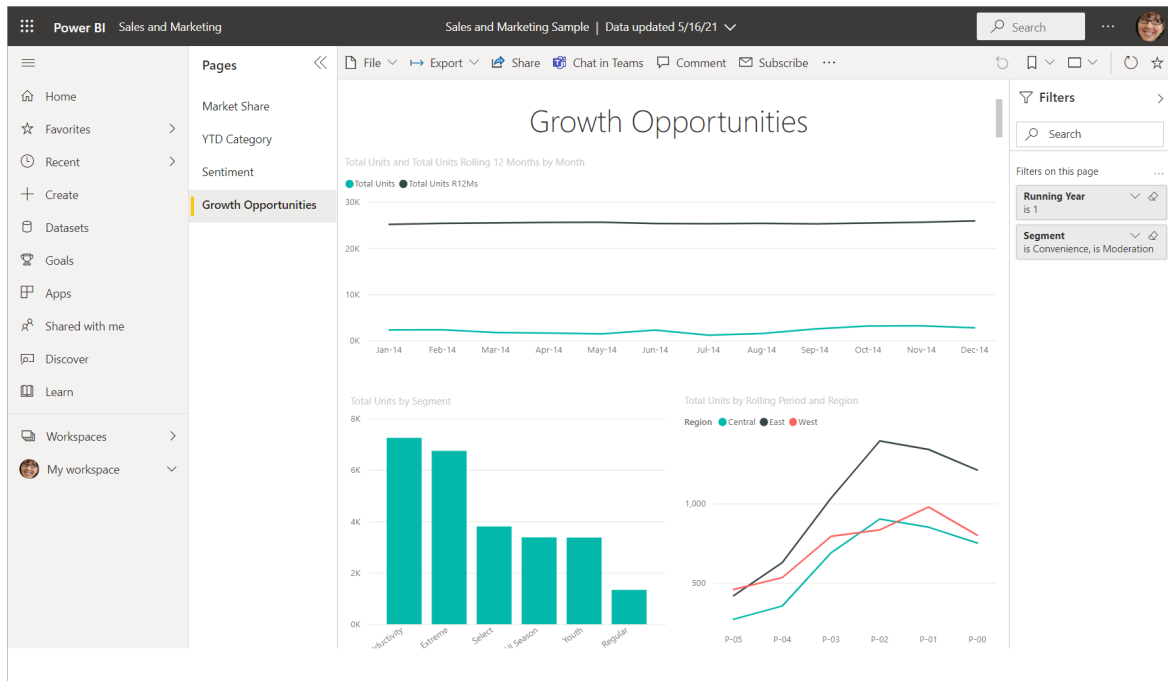 Power BI Sales and Marketing
Sales and Marketing Sample | Data updated 5/16/21
Search
Home
Favorites
Recent
Create
Datasets
Goals
Apps
Shared with me
Discover
Learn
Workspaces
My workspace
Pages
Market Share
YTD Category
Sentiment
Growth Opportunities
File Export Share Chat in Teams Comment Subscribe
Growth Opportunities
Total Units and Total Units Rolling 12 Months by Month
Total Units Total Units R12Ms
30K
20K
10K
0K
Jan-14 Feb-14 Mar-14 Apr-14 May-14 Jun-14 Jul-14 Aug-14 Sep-14 Oct-14 Nov-14 Dec-14
Total Units by Segment
8K
6K
4K
2K
0K
Extreme Select Season Youth Regular
Total Units by Rolling Period and Region
Region Central East West
1,000
500
P-05 P-04 P-03 P-02 P-01 P-00
Filters
Search
Filters on this page
Running Year
is 1
Segment
is Convenience, is Moderation